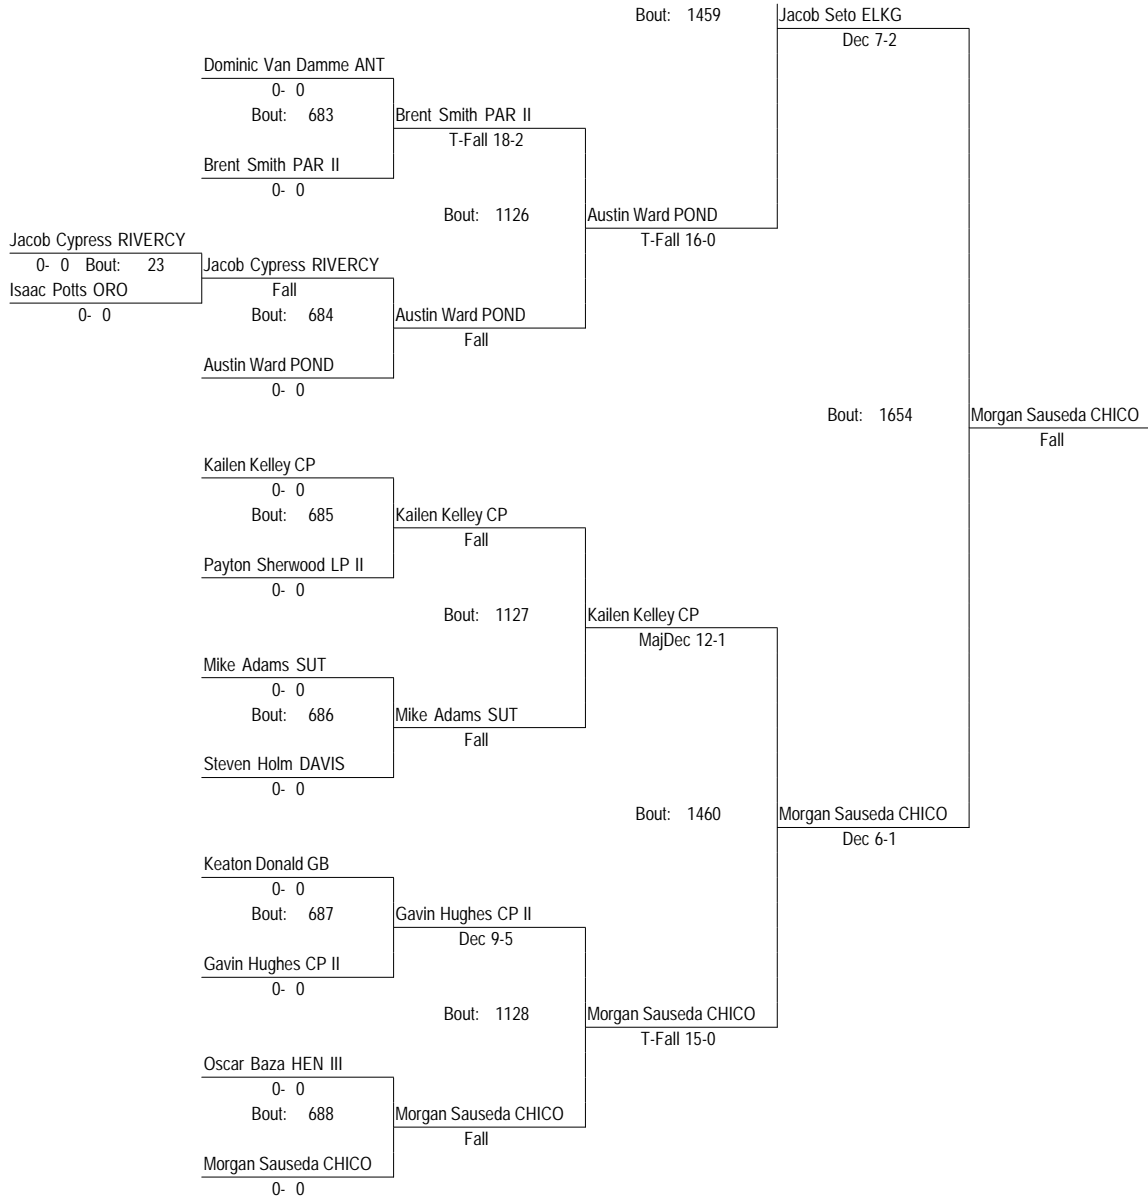 Bout: 1459 Jacob Seto ELKG
Dec 7-2
Dominic Van Damme ANT
0- 0
Bout: 683 Brent Smith PAR II
T-Fall 18-2
Brent Smith PAR II
0- 0
Bout: 1126 Austin Ward POND
T-Fall 16-0
Jacob Cypress RIVERCY
0- 0 Bout: 23 Jacob Cypress RIVERCY
Isaac Potts ORO Fall
0- 0 Bout: 684 Austin Ward POND
Fall
Austin Ward POND
0- 0
Bout: 1654 Morgan Sauseda CHICO
Fall
Kailen Kelley CP
0- 0
Bout: 685 Kailen Kelley CP
Fall
Payton Sherwood LP II
0- 0
Bout: 1127 Kailen Kelley CP
MajDec 12-1
Mike Adams SUT
0- 0
Bout: 686 Mike Adams SUT
Fall
Steven Holm DAVIS
0- 0
Bout: 1460 Morgan Sauseda CHICO
Dec 6-1
Keaton Donald GB
0- 0
Bout: 687 Gavin Hughes CP II
Dec 9-5
Gavin Hughes CP II
0- 0
Bout: 1128 Morgan Sauseda CHICO
T-Fall 15-0
Oscar Baza HEN III
0- 0
Bout: 688 Morgan Sauseda CHICO
Fall
Morgan Sauseda CHICO
0- 0